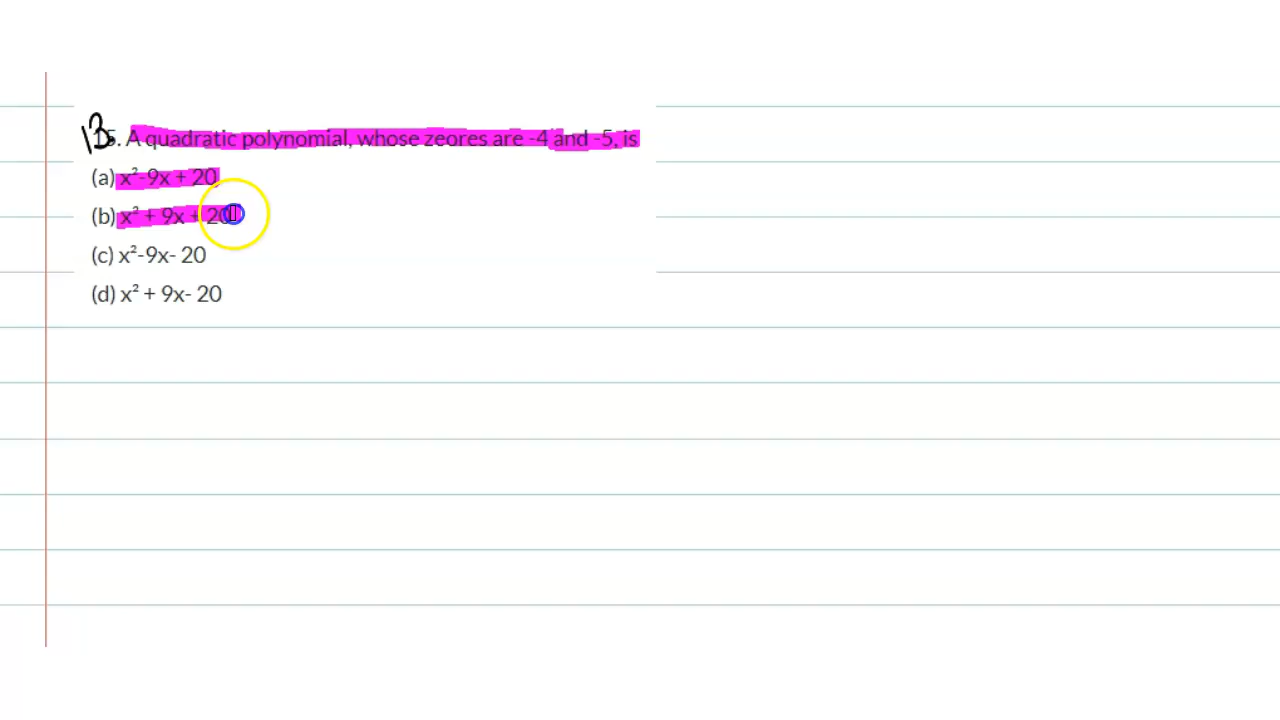 13. A quadratic polynomial, whose zeores are -4 and -5, is
(a) x²-9x + 20
(b) x² + 9x + 20
(c) x²-9x- 20
(d) x² + 9x- 20